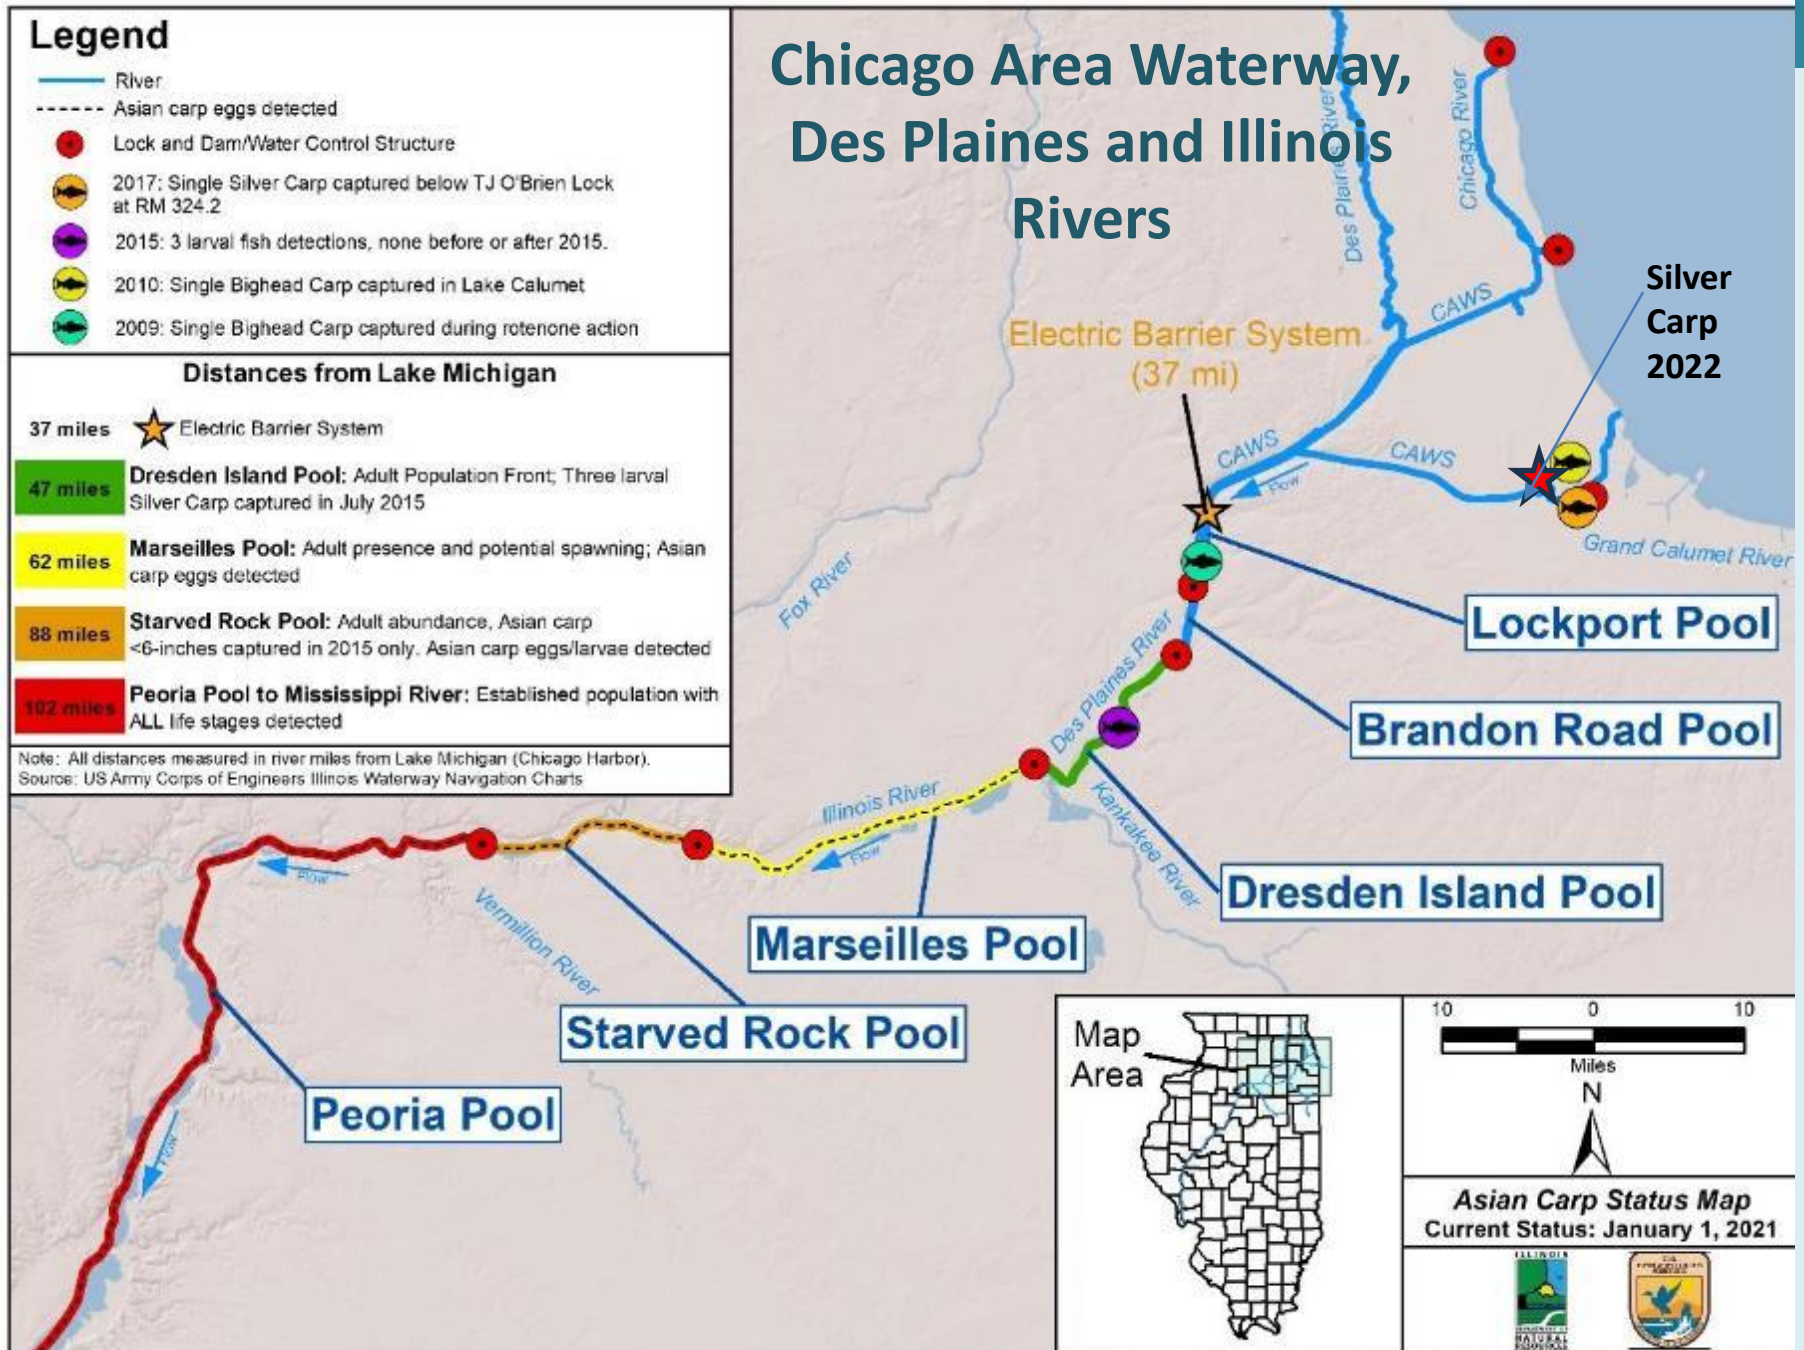 Chicago Area Waterway,
Des Plaines and Illinois
Rivers
Legend
River
Asian carp eggs detected
Lock and Dam/Water Control Structure
2017: Single Silver Carp captured below TJ O'Brien Lock
at RM 324.2
2015: 3 larval fish detections, none before or after 2015.
2010: Single Bighead Carp captured in Lake Calumet
2009: Single Bighead Carp captured during rotenone action
Distances from Lake Michigan
37 miles Electric Barrier System
47 miles Dresden Island Pool: Adult Population Front; Three larval
Silver Carp captured in July 2015
62 miles Marseilles Pool: Adult presence and potential spawning; Asian
carp eggs detected
88 miles Starved Rock Pool: Adult abundance, Asian carp
<6-inches captured in 2015 only. Asian carp eggs/larvae detected
102 miles Peoria Pool to Mississippi River: Established population with
ALL life stages detected
Note: All distances measured in river miles from Lake Michigan (Chicago Harbor).
Source: US Army Corps of Engineers Illinois Waterway Navigation Charts
Des Plaines River
Chicago River
Silver
Carp
2022
CAWS
Electric Barrier System
(37 mi)
CAWS
CAWS
Flow
Grand Calumet River
Fox River
Lockport Pool
Des Plaines River
Brandon Road Pool
Illinois River
Flow
Kankakee River
Dresden Island Pool
Flow
Vermillion River
Marseilles Pool
Starved Rock Pool
Peoria Pool
Flow
Map
Area
10 0 10
Miles
N
Asian Carp Status Map
Current Status: January 1, 2021
ILLINOIS
NATURAL
RESOURCES